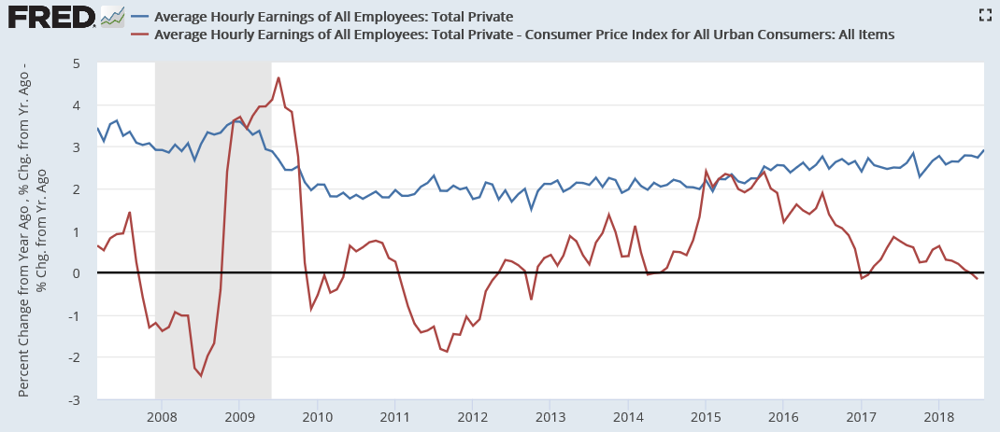 FRED
Average Hourly Earnings of All Employees: Total Private
Average Hourly Earnings of All Employees: Total Private - Consumer Price Index for All Urban Consumers: All Items
Percent Change from Year Ago , % Chg. from Yr. Ago -
% Chg. from Yr. Ago
5
4
3
2
1
0
-1
-2
-3
2008 2009 2010 2011 2012 2013 2014 2015 2016 2017 2018